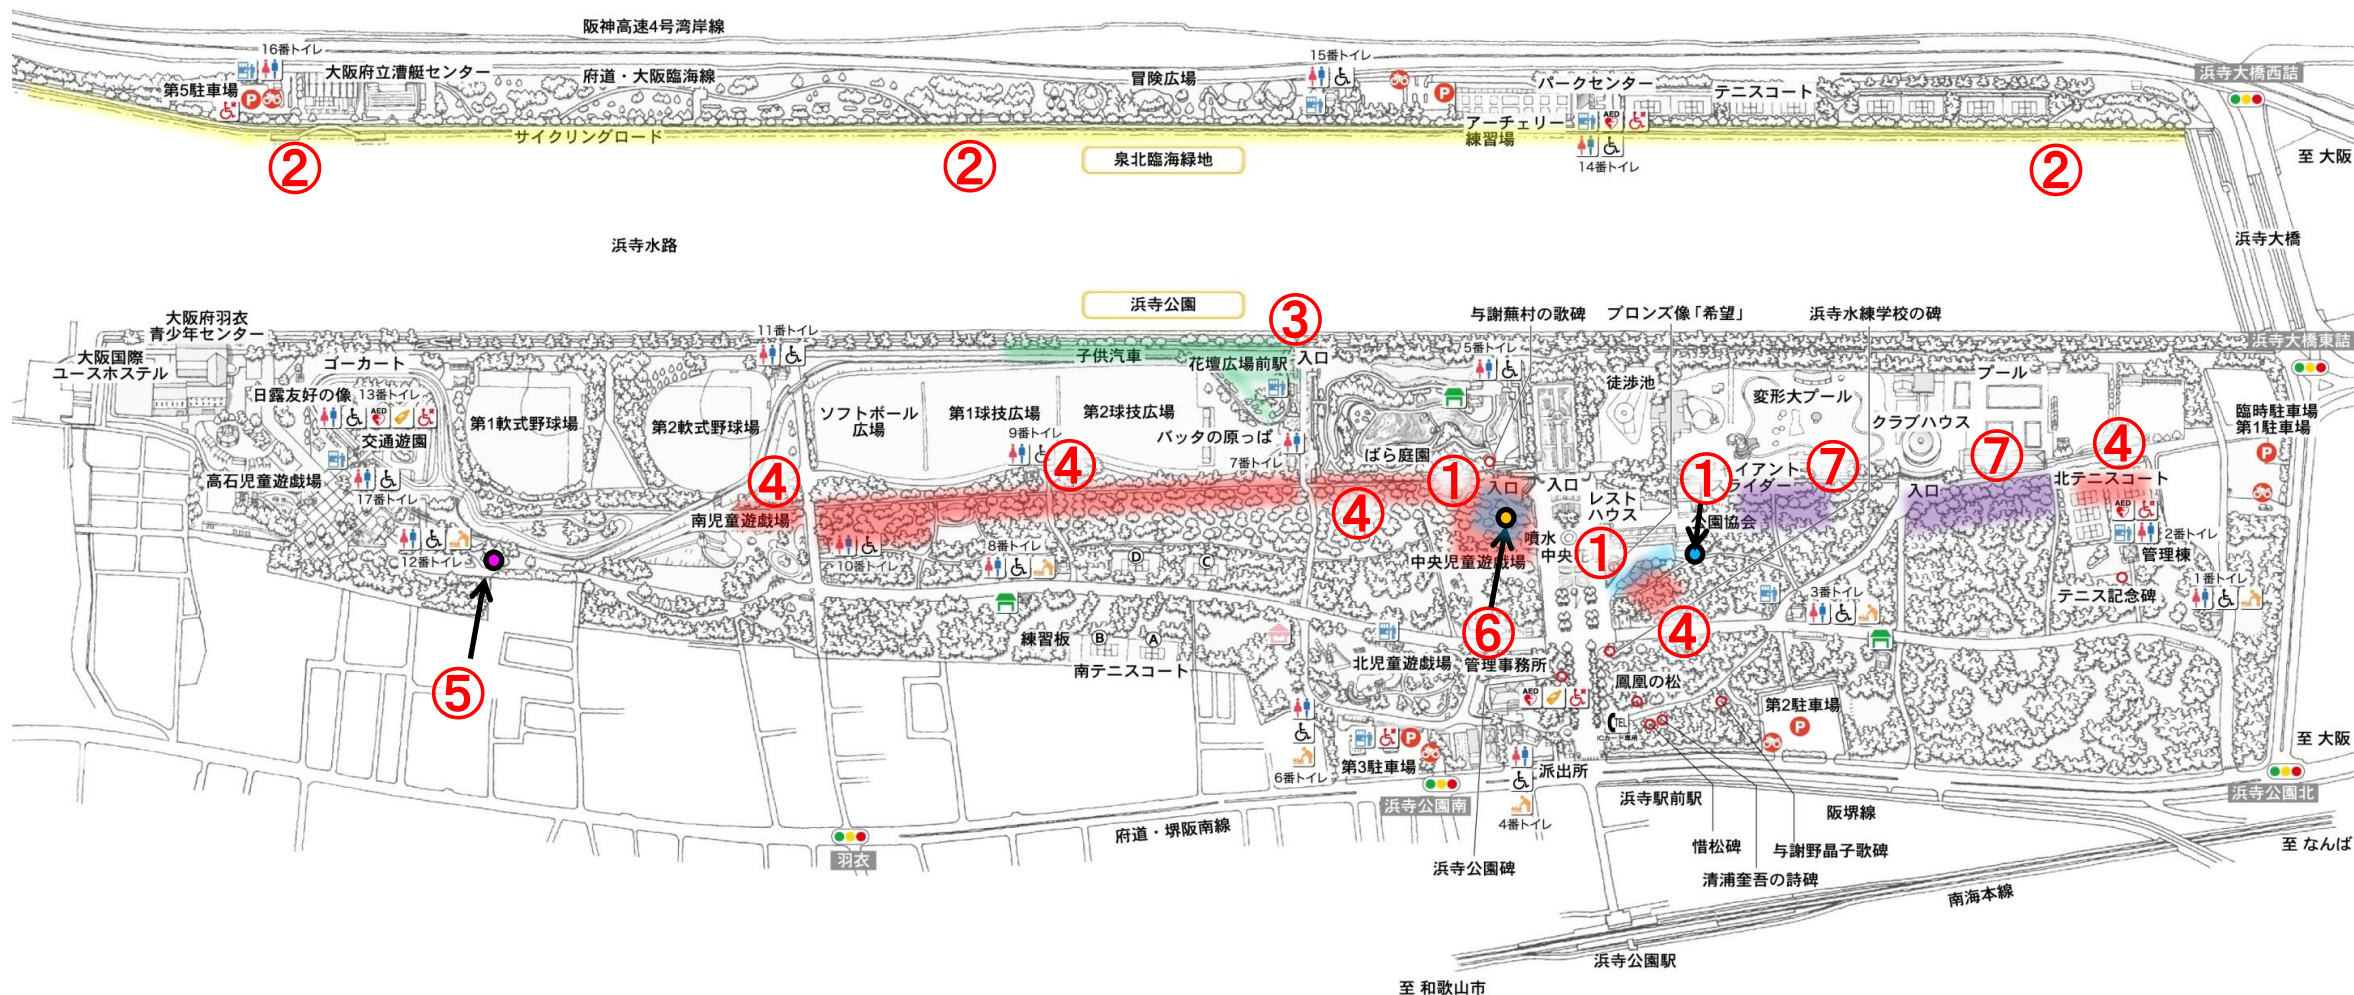 阪神高速4号湾岸線
16番トイレ
大阪府立漕艇センター
府道・大阪臨海線
冒険広場
15番トイレ
パークセンター
テニスコート
浜寺大橋西詰
第5駐車場
P
P
サイクリングロード
アーチェリー
練習場
AED
14番トイレ
②
②
②
泉北臨海緑地
至 大阪
浜寺水路
浜寺大橋
浜寺公園
③
与謝蕪村の歌碑
ブロンズ像「希望」
浜寺水練学校の碑
大阪府羽衣
青少年センター
大阪国際
ユースホステル
ゴーカート
11番トイレ
子供汽車
花壇広場前駅
入口
5番トイレ
徒歩池
変形大プール
プール
浜寺大橋東詰
日露友好の像
13番トイレ
AED
交通遊園
第1軟式野球場
第2軟式野球場
ソフトボール
広場
第1球技広場
第2球技広場
バッタの原っぱ
9番トイレ
7番トイレ
ばら庭園
クラブハウス
臨時駐車場
第1駐車場
P
高石児童遊戯場
17番トイレ
④
④
④
①
①
⑦
⑦
④
入口
入口
イアント
イダー
入口
北テニスコート
レスト
ハウス
園協会
南児童遊戯場
AED
2番トイレ
管理棟
12番トイレ
10番トイレ
8番トイレ
D
C
中央児童遊戯場
噴水
中央
①
3番トイレ
テニス記念碑
1番トイレ
⑤
⑥
④
練習板
B
A
南テニスコート
北児童遊戯場
管理事務所
AED
鳳凰の松
TEL
ICカード専用
第2駐車場
P
P
第3駐車場
6番トイレ
4番トイレ
派出所
浜寺公園南
浜寺駅前駅
阪堺線
至 大阪
浜寺公園北
府道・堺阪南線
羽衣
浜寺公園碑
惜松碑
与謝野晶子歌碑
清浦奎吾の詩碑
至 なんば
南海本線
浜寺公園駅
至 和歌山市